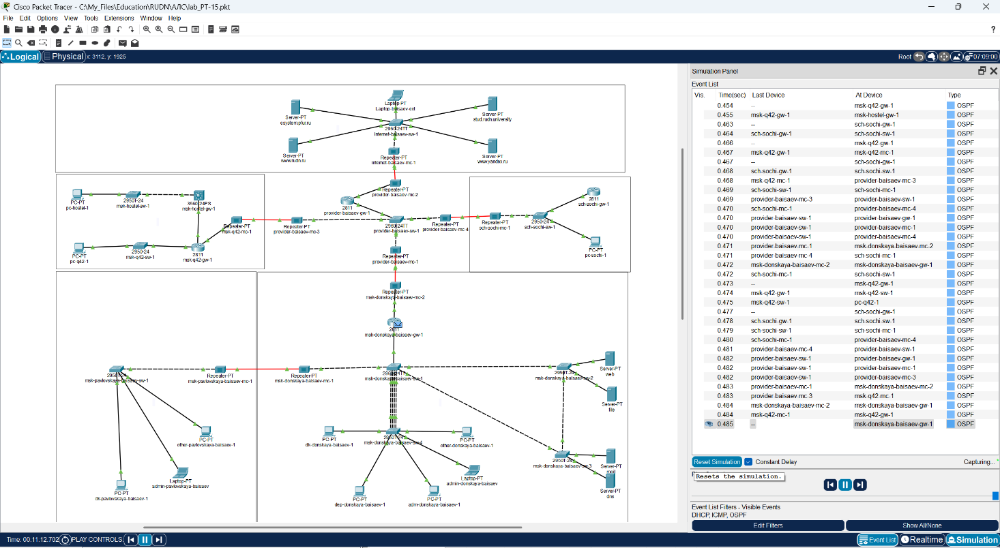 Cisco Packet Tracer - C:\My_Files\Education\RUDN\АЛС\lab_PT-15.pkt
File Edit Options View Tools Extensions Window Help
?
Logical Physical x: 3112, y: 1925
Root 07:09:00
Laptop-PT
Laptop-baisaev-ext
Server-PT
esystem.pfur.ru
Server-PT
stud.rudn.university
2960-24TT
internet-baisaev-sw-1
Server-PT
www.rudn.ru
Server-PT
www.yandex.ru
Repeater-PT
internet-baisaev-mc-1
Repeater-PT
provider-baisaev-mc-2
PC-PT
pc-hostel-1
2950T-24
msk-hostel-sw-1
3560-24PS
msk-hostel-gw-1
2811
provider-baisaev-gw-1
2811
sch-sochi-gw-1
Repeater-PT
msk-q42-mc-1
Repeater-PT
provider-baisaev-mc-3
2960-24TT
provider-baisaev-sw-1
Repeater-PT
provider-baisaev-mc-4
Repeater-PT
sch-sochi-mc-1
2950-24
sch-sochi-sw-1
PC-PT
pc-q42-1
2950-24
msk-q42-sw-1
2811
msk-q42-gw-1
PC-PT
pc-sochi-1
Repeater-PT
provider-baisaev-mc-1
Repeater-PT
msk-donskaya-baisaev-mc-2
2811
msk-donskaya-baisaev-gw-1
2950T-24
msk-pavlovskaya-baisaev-sw-1
Repeater-PT
msk-pavlovskaya-baisaev-mc-1
Repeater-PT
msk-donskaya-baisaev-mc-1
msk-donskaya-baisaev-sw-1
2950T-24
msk-donskaya-baisaev-sw-2
Server-PT
web
Server-PT
file
PC-PT
other-pavlovskaya-baisaev-1
PC-PT
dk-donskaya-baisaev-1
2950T-24
msk-donskaya-baisaev-sw-4
PC-PT
other-donskaya-baisaev-1
2950T-24
msk-donskaya-baisaev-sw-3
Server-PT
mail
Server-PT
dns
Laptop-PT
admin-pavlovskaya-baisaev
PC-PT
dk-pavlovskaya-baisaev-1
Laptop-PT
admin-donskaya-baisaev
PC-PT
dep-donskaya-baisaev-1
PC-PT
adm-donskaya-baisaev-1
Simulation Panel
Event List
Vis. Time(sec) Last Device At Device Type
0.454 -- msk-q42-gw-1 OSPF
0.455 msk-q42-gw-1 msk-hostel-gw-1 OSPF
0.463 -- sch-sochi-gw-1 OSPF
0.464 sch-sochi-gw-1 sch-sochi-sw-1 OSPF
0.466 -- msk-q42-gw-1 OSPF
0.467 msk-q42-gw-1 msk-q42-mc-1 OSPF
0.467 -- sch-sochi-gw-1 OSPF
0.468 sch-sochi-gw-1 sch-sochi-sw-1 OSPF
0.468 msk-q42-mc-1 provider-baisaev-mc-3 OSPF
0.469 sch-sochi-sw-1 sch-sochi-mc-1 OSPF
0.469 provider-baisaev-mc-3 provider-baisaev-sw-1 OSPF
0.470 sch-sochi-mc-1 provider-baisaev-mc-4 OSPF
0.470 provider-baisaev-sw-1 provider-baisaev-gw-1 OSPF
0.470 provider-baisaev-sw-1 provider-baisaev-mc-1 OSPF
0.470 provider-baisaev-sw-1 provider-baisaev-mc-4 OSPF
0.471 provider-baisaev-mc-1 msk-donskaya-baisaev-mc-2 OSPF
0.471 provider-baisaev-mc-4 sch-sochi-mc-1 OSPF
0.472 msk-donskaya-baisaev-mc-2 msk-donskaya-baisaev-gw-1 OSPF
0.472 sch-sochi-mc-1 sch-sochi-sw-1 OSPF
0.473 -- msk-q42-gw-1 OSPF
0.474 msk-q42-gw-1 msk-q42-sw-1 OSPF
0.475 msk-q42-sw-1 pc-q42-1 OSPF
0.477 -- sch-sochi-gw-1 OSPF
0.478 sch-sochi-gw-1 sch-sochi-sw-1 OSPF
0.479 sch-sochi-sw-1 sch-sochi-mc-1 OSPF
0.480 sch-sochi-mc-1 provider-baisaev-mc-4 OSPF
0.481 provider-baisaev-mc-4 provider-baisaev-sw-1 OSPF
0.482 provider-baisaev-sw-1 provider-baisaev-gw-1 OSPF
0.482 provider-baisaev-sw-1 provider-baisaev-mc-1 OSPF
0.482 provider-baisaev-sw-1 provider-baisaev-mc-3 OSPF
0.483 provider-baisaev-mc-1 msk-donskaya-baisaev-mc-2 OSPF
0.483 provider-baisaev-mc-3 msk-q42-mc-1 OSPF
0.484 msk-donskaya-baisaev-mc-2 msk-donskaya-baisaev-gw-1 OSPF
0.484 msk-q42-mc-1 msk-q42-gw-1 OSPF
0.485 -- msk-donskaya-baisaev-gw-1 OSPF
Reset Simulation Constant Delay Capturing...
Resets the simulation.
Event List Filters - Visible Events
DHCP, ICMP, OSPF
Edit Filters Show All/None
Time: 00:11:12.702 PLAY CONTROLS: Event List Realtime Simulation